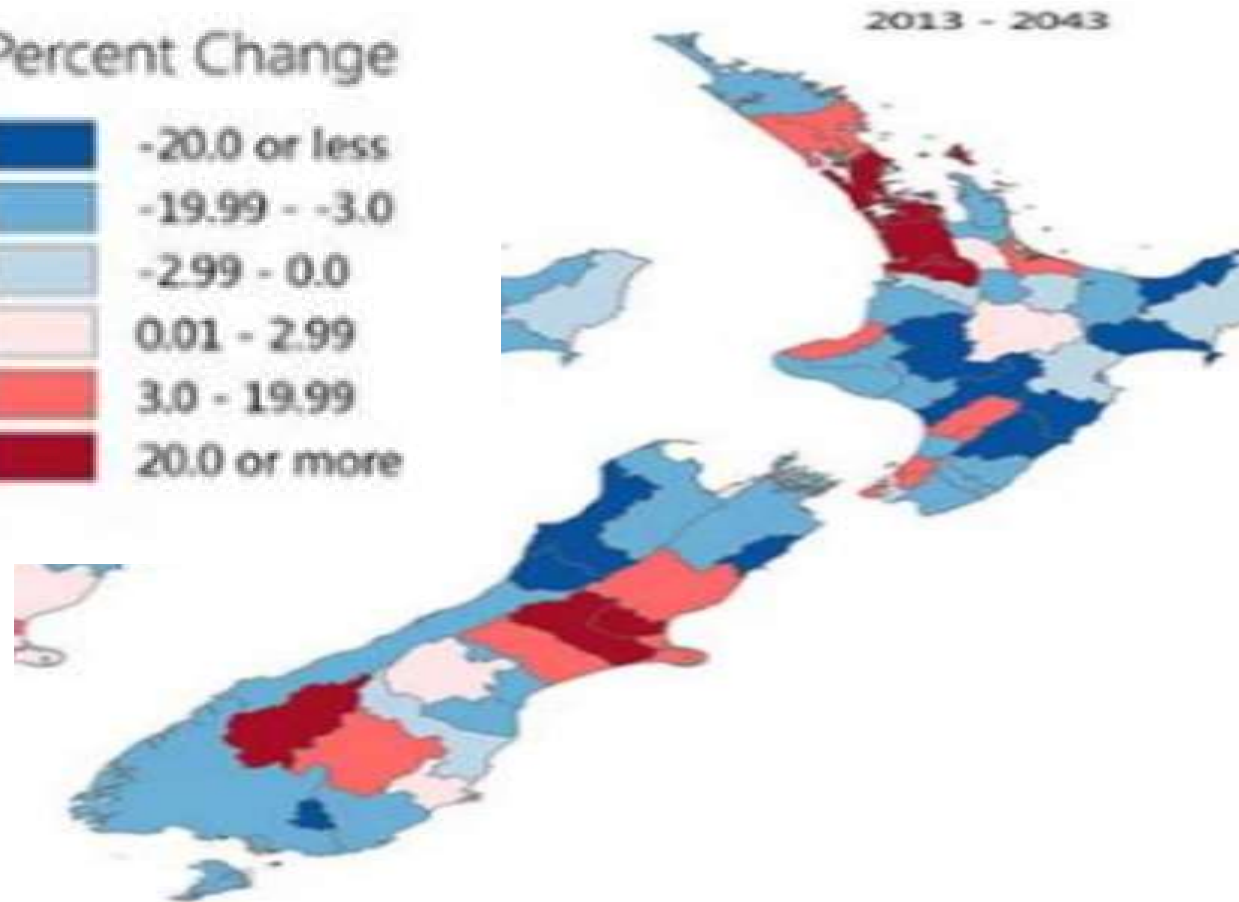 2013 - 2043
Percent Change
-20.0 or less
-19.99 - -3.0
-2.99 - 0.0
0.01 - 2.99
3.0 - 19.99
20.0 or more